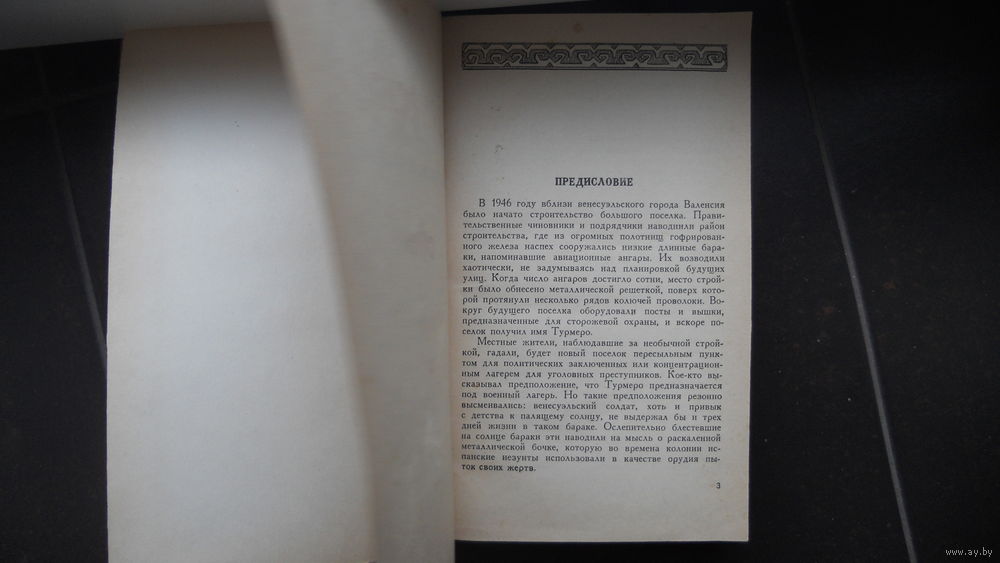 ПРЕДИСЛОВИЕ
В 1946 году вблизи венесуэльского города Валенсия
было начато строительство большого поселка. Прави-
тельственные чиновники и подрядчики наводнили район
строительства, где из огромных полотнищ гофрирован-
ного железа наспех сооружались низкие длинные бара-
ки, напоминавшие авиационные ангары. Их возводили
хаотически, не задумываясь над планировкой будущих
улиц. Когда число ангаров достигло сотни, место строй-
ки было обнесено металлической решеткой, поверх кото-
рой протянули несколько рядов колючей проволоки. Во-
круг будущего поселка оборудовали посты и вышки,
предназначенные для сторожевой охраны, и вскоре по-
селок получил имя Турмеро.
Местные жители, наблюдавшие за необычной строй-
кой, гадали, будет новый поселок пересыльным пунк-
том для политических заключенных или концентрацион-
ным лагерем для уголовных преступников. Кое-кто вы-
сказывал предположение, что Турмеро предназначается
под военный лагерь. Но такие предположения резонно
высмеивались: венесуэльский солдат, хоть и привык
с детства к палящему солнцу, не выдержал бы и трех
дней жизни в таком бараке. Ослепительно блестевшие
на солнце бараки эти наводили на мысль о раскаленной
металлической бочке, которую во времена колонии ис-
панские иезуиты использовали в качестве орудия пы-
ток своих жертв.
3
www.ay.by